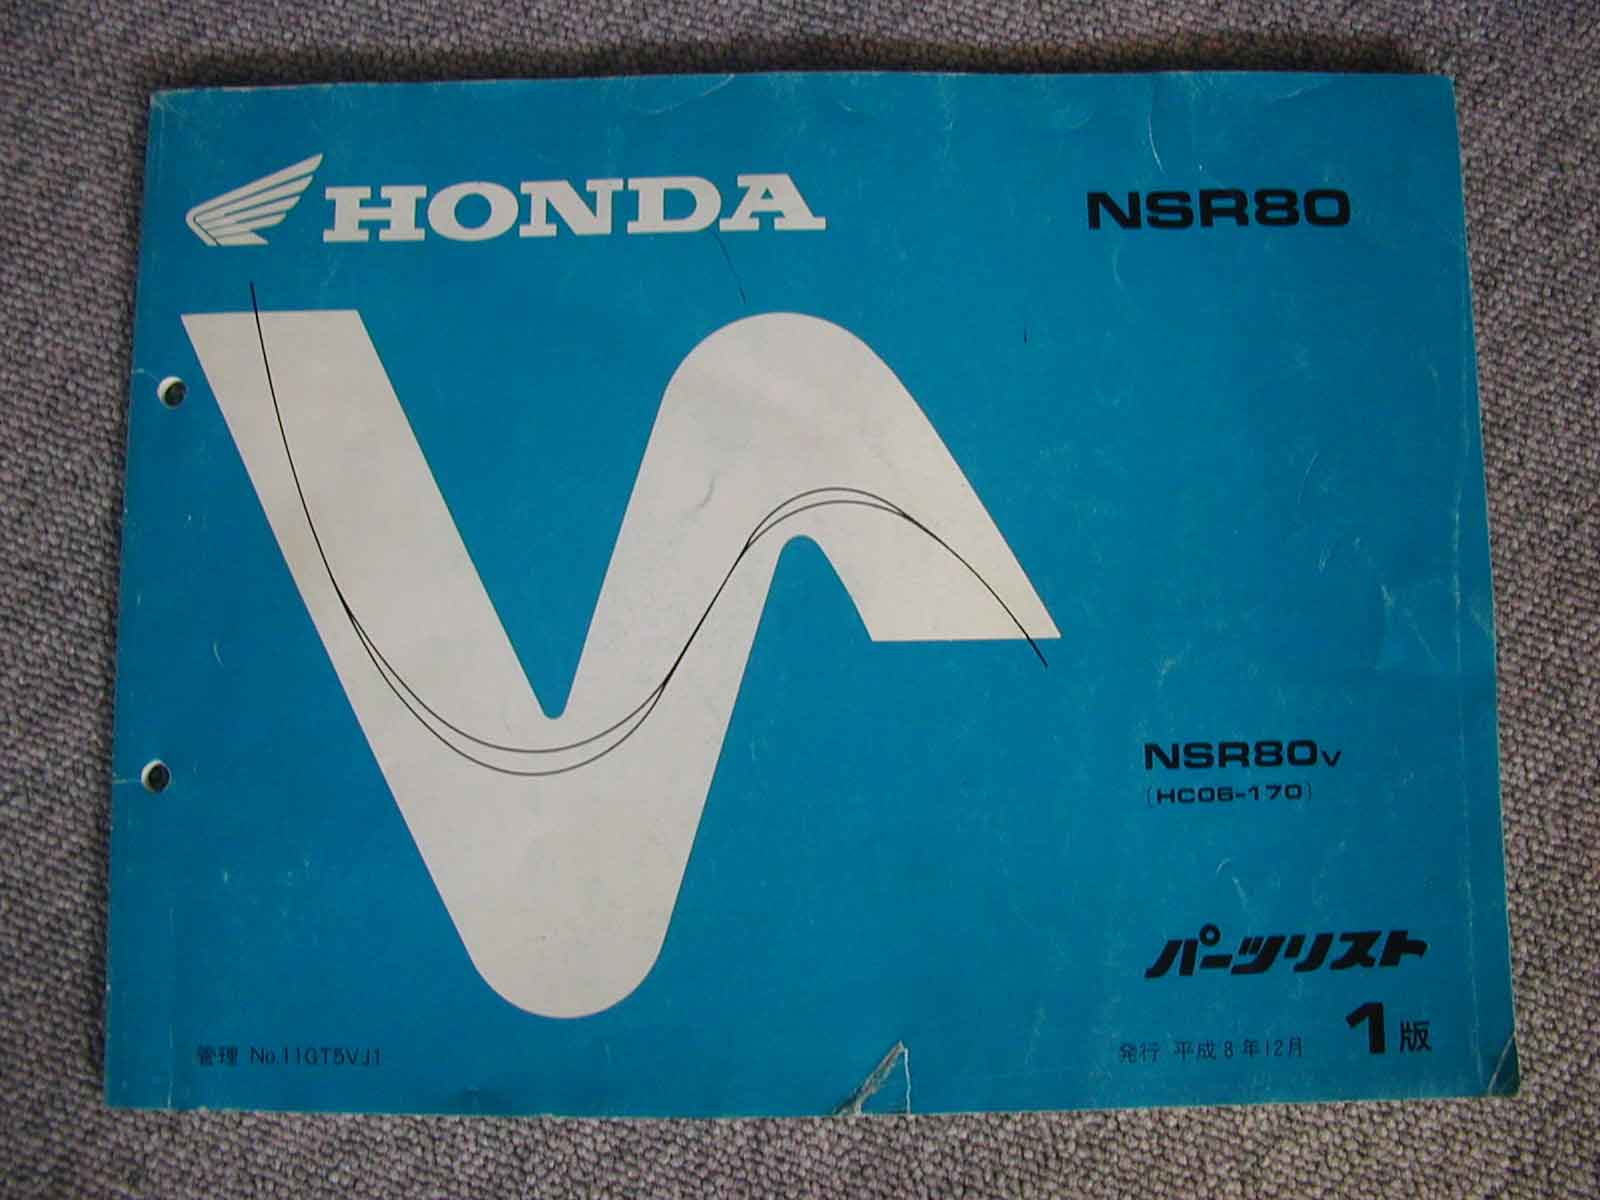 HONDA
NSR80
NSR80v
(HC06-170)
パーツリスト
1版
管理 No.11GT5VJ1
発行 平成8年12月